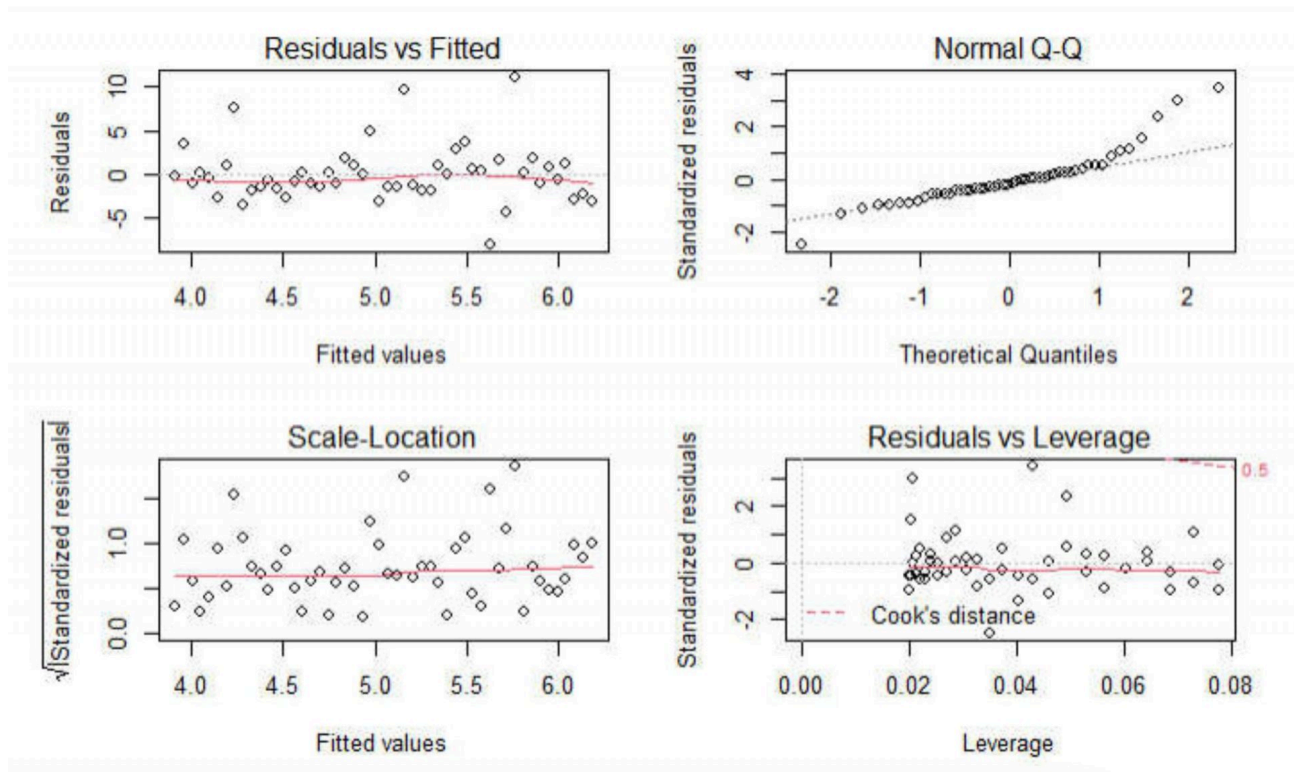 Residuals vs Fitted
Residuals
-5 0 5 10
4.0 4.5 5.0 5.5 6.0
Fitted values
Normal Q-Q
Standardized residuals
-2 0 2 4
-2 -1 0 1 2
Theoretical Quantiles
Scale-Location
√|Standardized residuals|
0.0 1.0
4.0 4.5 5.0 5.5 6.0
Fitted values
Residuals vs Leverage
Standardized residuals
-2 0 2
0.5
Cook's distance
0.00 0.02 0.04 0.06 0.08
Leverage